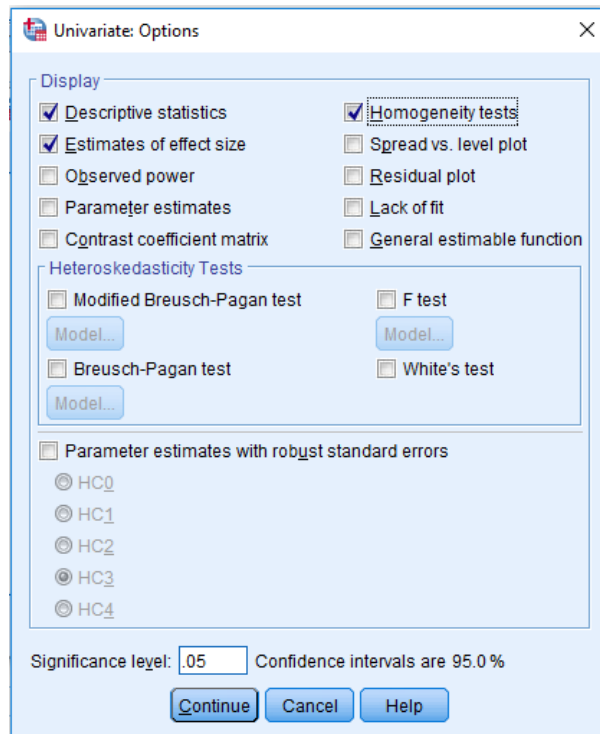 Univariate: Options
Display
Descriptive statistics
Homogeneity tests
Estimates of effect size
Spread vs. level plot
Observed power
Residual plot
Parameter estimates
Lack of fit
Contrast coefficient matrix
General estimable function
Heteroskedasticity Tests
Modified Breusch-Pagan test
F test
Model...
Model...
Breusch-Pagan test
White's test
Model...
Parameter estimates with robust standard errors
HC0
HC1
HC2
HC3
HC4
Significance level: .05 Confidence intervals are 95.0 %
Continue Cancel Help